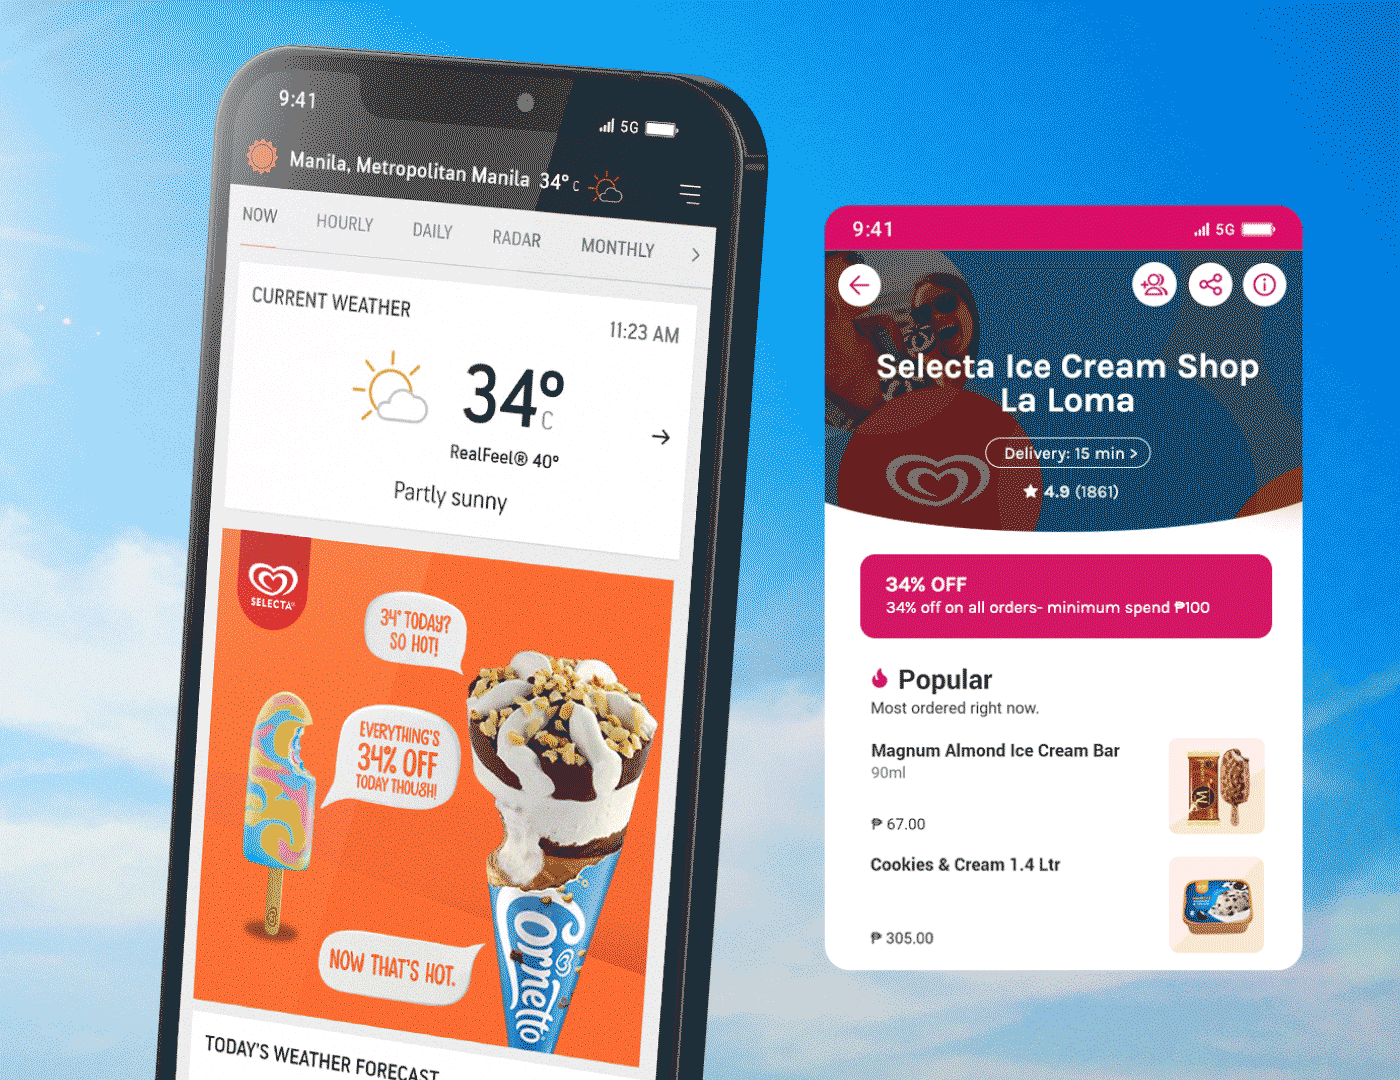 9:41
5G
Manila, Metropolitan Manila 34° C
NOW HOURLY DAILY RADAR MONTHLY
CURRENT WEATHER
11:23 AM
34°
C
RealFeel® 40°
Partly sunny
SELECTA
34° TODAY?
SO HOT!
EVERYTHING'S
34% OFF
TODAY THOUGH!
NOW THAT'S HOT.
Cornetto
TODAY'S WEATHER FORECAST
9:41
5G
Selecta Ice Cream Shop
La Loma
Delivery: 15 min >
4.9 (1861)
34% OFF
34% off on all orders- minimum spend ₱100
Popular
Most ordered right now.
Magnum Almond Ice Cream Bar
90ml
₱ 67.00
Cookies & Cream 1.4 Ltr
₱ 305.00